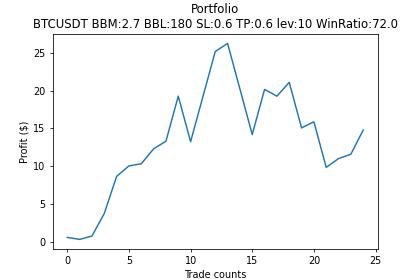 Portfolio
BTCUSDT BBM:2.7 BBL:180 SL:0.6 TP:0.6 lev:10 WinRatio:72.0
25
20
15
10
5
0
Profit ($)
0 5 10 15 20 25
Trade counts